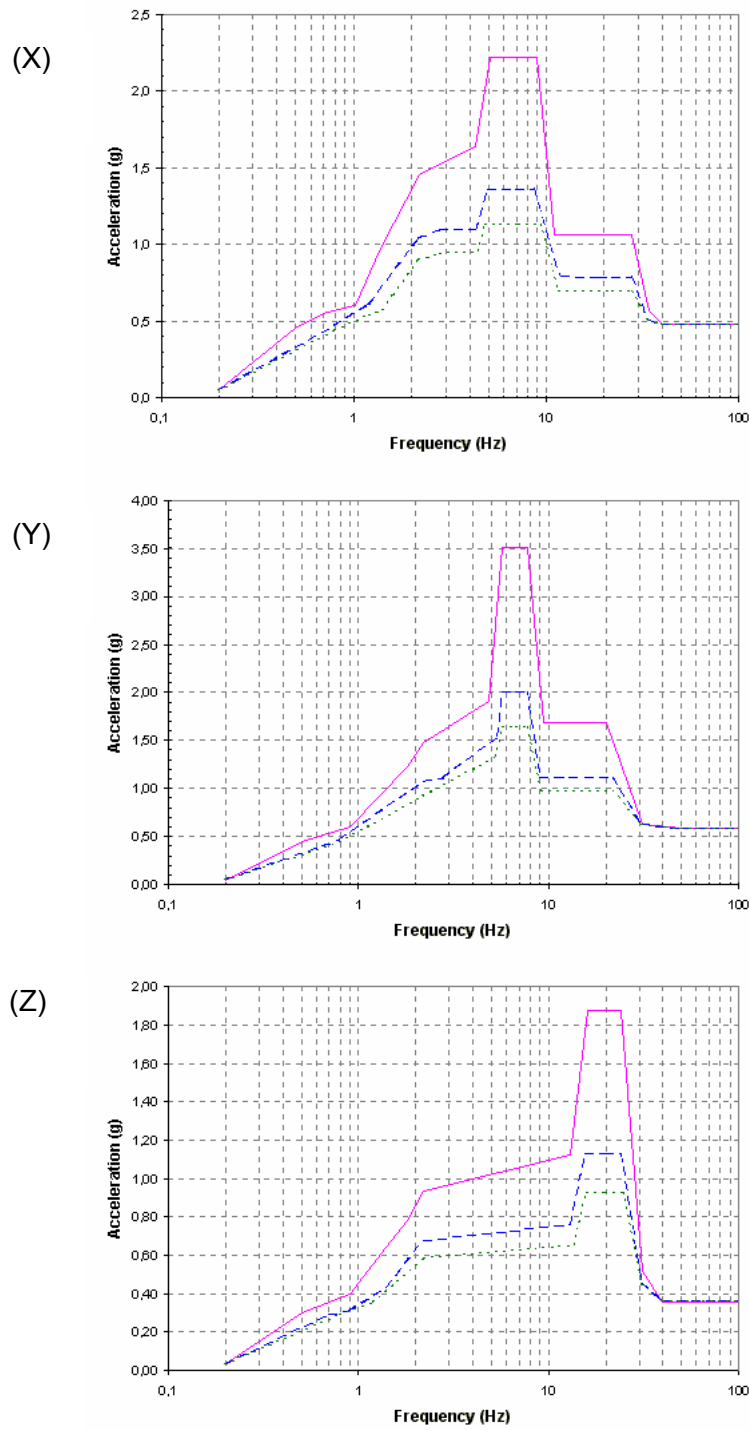 (X)
Acceleration (g)
2,5
2,0
1,5
1,0
0,5
0,0
0,1 1 10 100
Frequency (Hz)
(Y)
Acceleration (g)
4,00
3,50
3,00
2,50
2,00
1,50
1,00
0,50
0,00
0,1 1 10 100
Frequency (Hz)
(Z)
Acceleration (g)
2,00
1,80
1,60
1,40
1,20
1,00
0,80
0,60
0,40
0,20
0,00
0,1 1 10 100
Frequency (Hz)